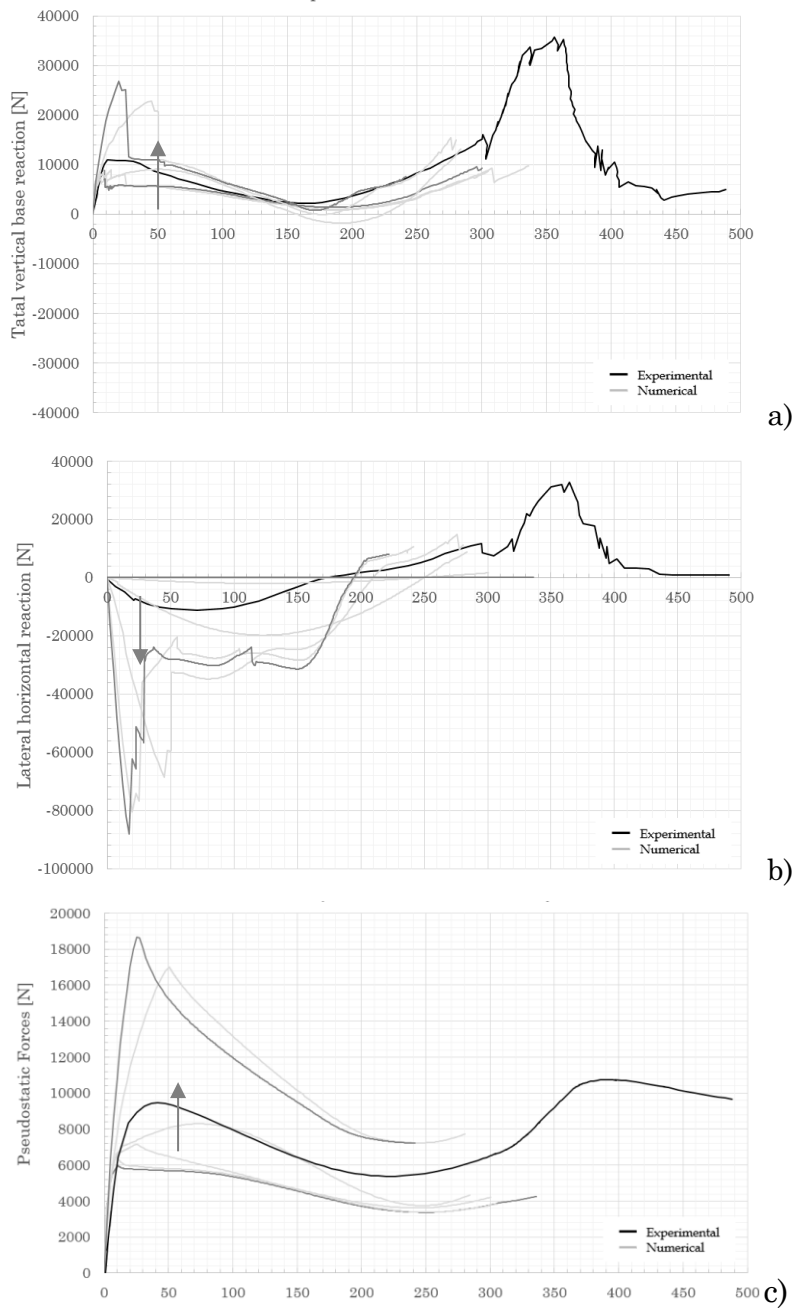 40000
30000
20000
10000
0
-10000
-20000
-30000
-40000
0 50 100 150 200 250 300 350 400 450 500
Tatal vertical base reaction [N]
Experimental
Numerical
a)
40000
20000
0
-20000
-40000
-60000
-80000
-100000
0 50 100 150 200 250 300 350 400 450 500
Lateral horizontal reaction [N]
Experimental
Numerical
b)
20000
18000
16000
14000
12000
10000
8000
6000
4000
2000
0
0 50 100 150 200 250 300 350 400 450 500
Pseudostatic Forces [N]
Experimental
Numerical
c)